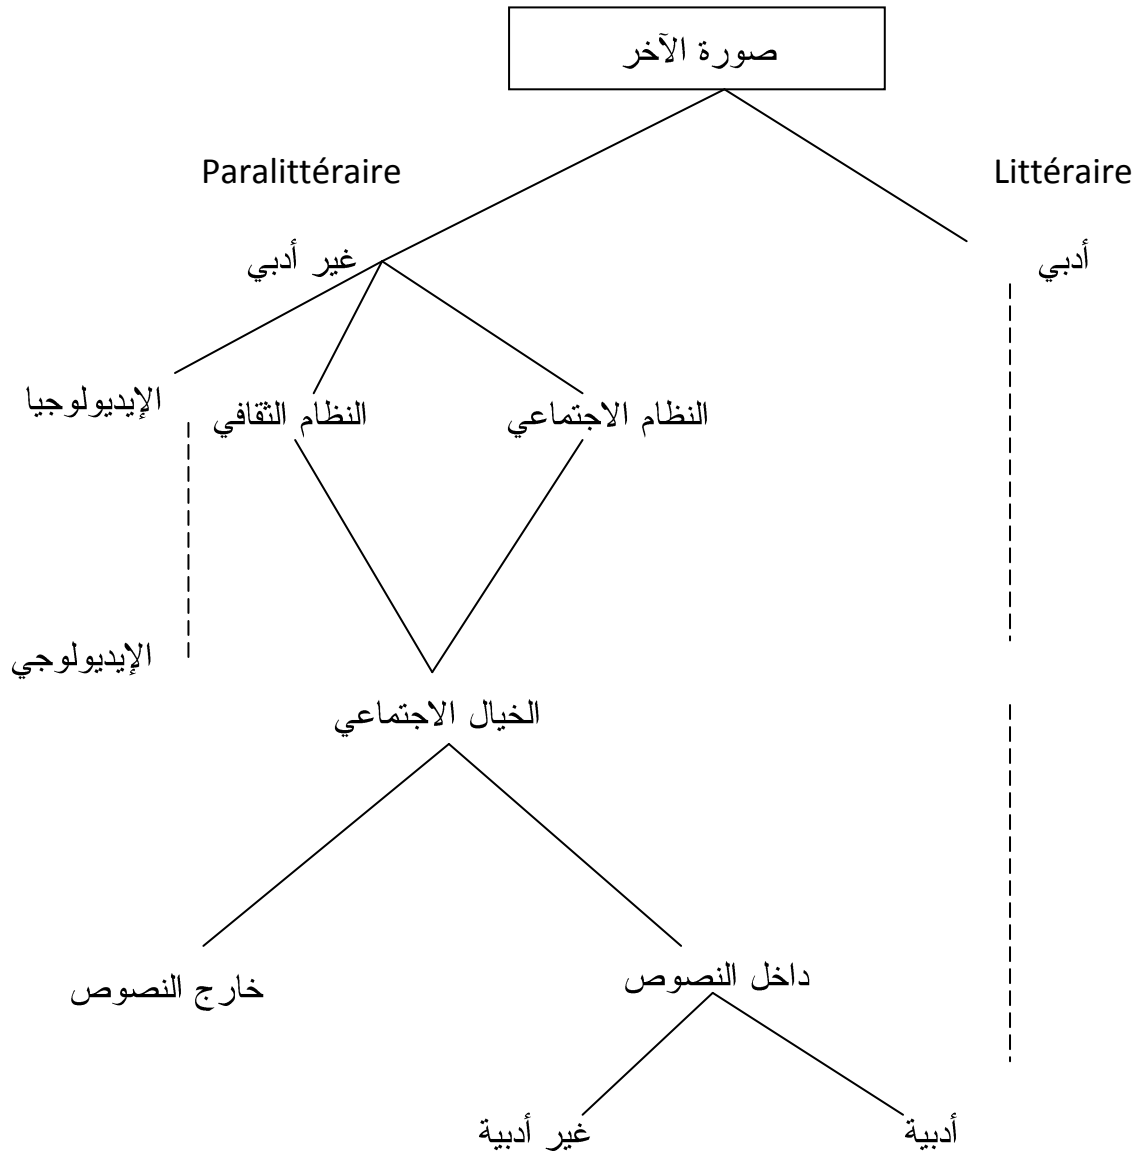 صورة الآخر
Littéraire
Paralittéraire
أدبي
غير أدبي
النظام الاجتماعي
النظام الثقافي
الإيديولوجيا
الإيديولوجي
الخيال الاجتماعي
داخل النصوص
خارج النصوص
أدبية
غير أدبية